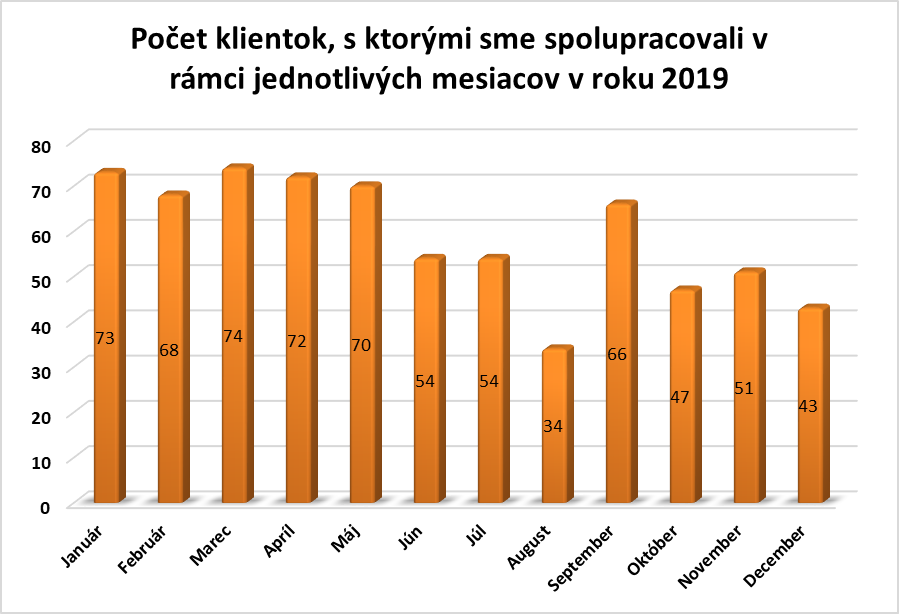 Počet klientok, s ktorými sme spolupracovali v
rámci jednotlivých mesiacov v roku 2019
80
70
60
50
40
30
20
10
0
73
68
74
72
70
54
54
34
66
47
51
43
Január
Február
Marec
Apríl
Máj
Jún
Júl
August
September
Október
November
December